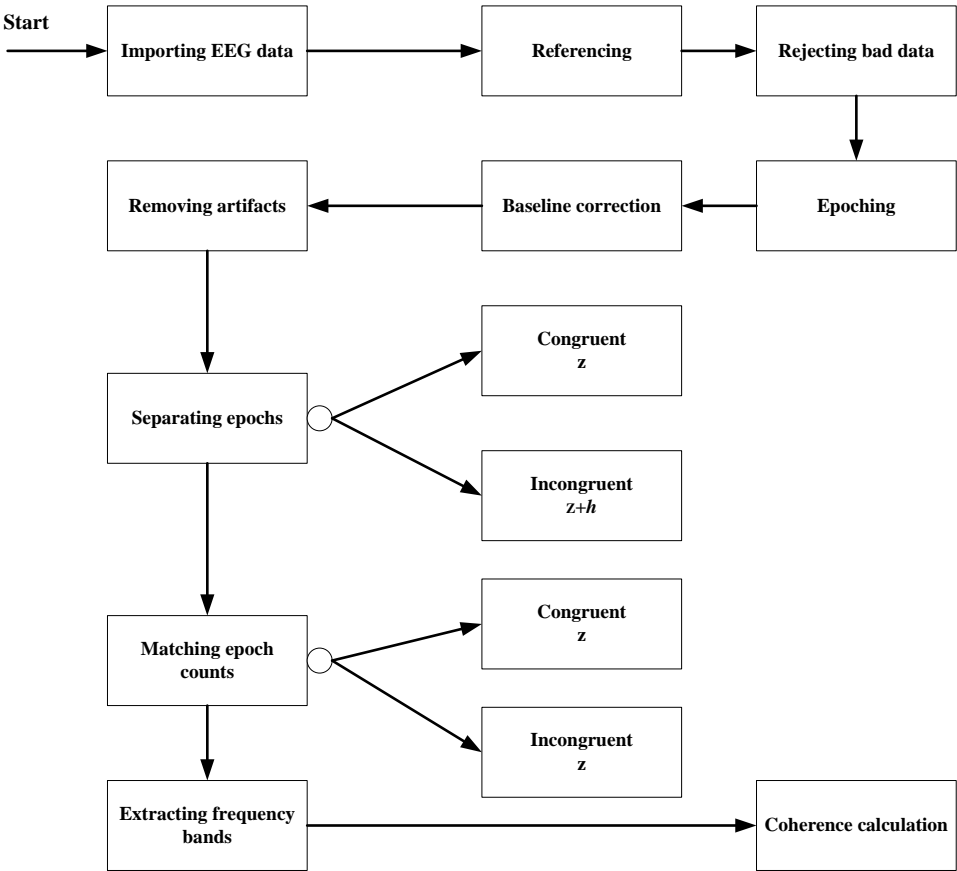 Start
Importing EEG data
Referencing
Rejecting bad data
Removing artifacts
Baseline correction
Epoching
Congruent
z
Separating epochs
Incongruent
z+h
Congruent
z
Matching epoch
counts
Incongruent
z
Extracting frequency
bands
Coherence calculation